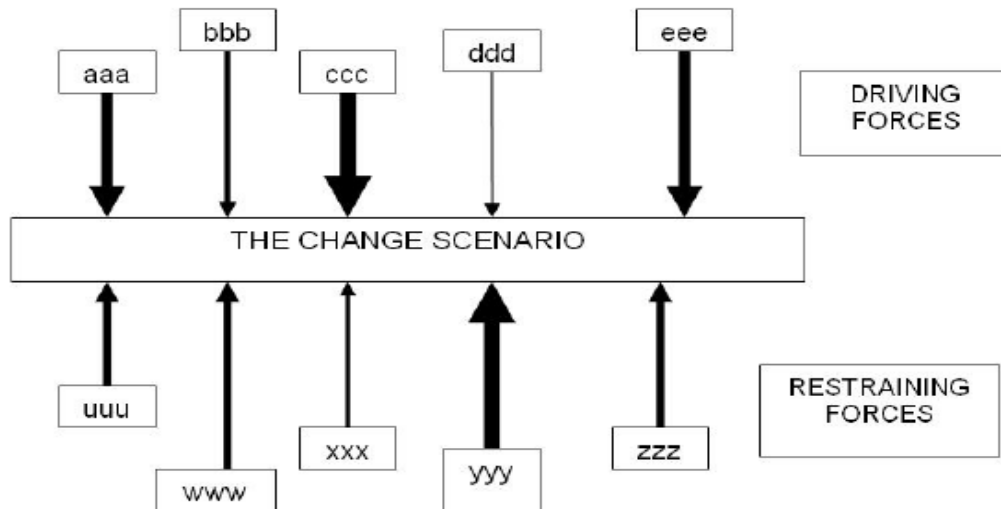 bbb
eee
ddd
aaa
ccc
DRIVING
FORCES
THE CHANGE SCENARIO
RESTRAINING
FORCES
uuu
xxx
zzz
yyy
www